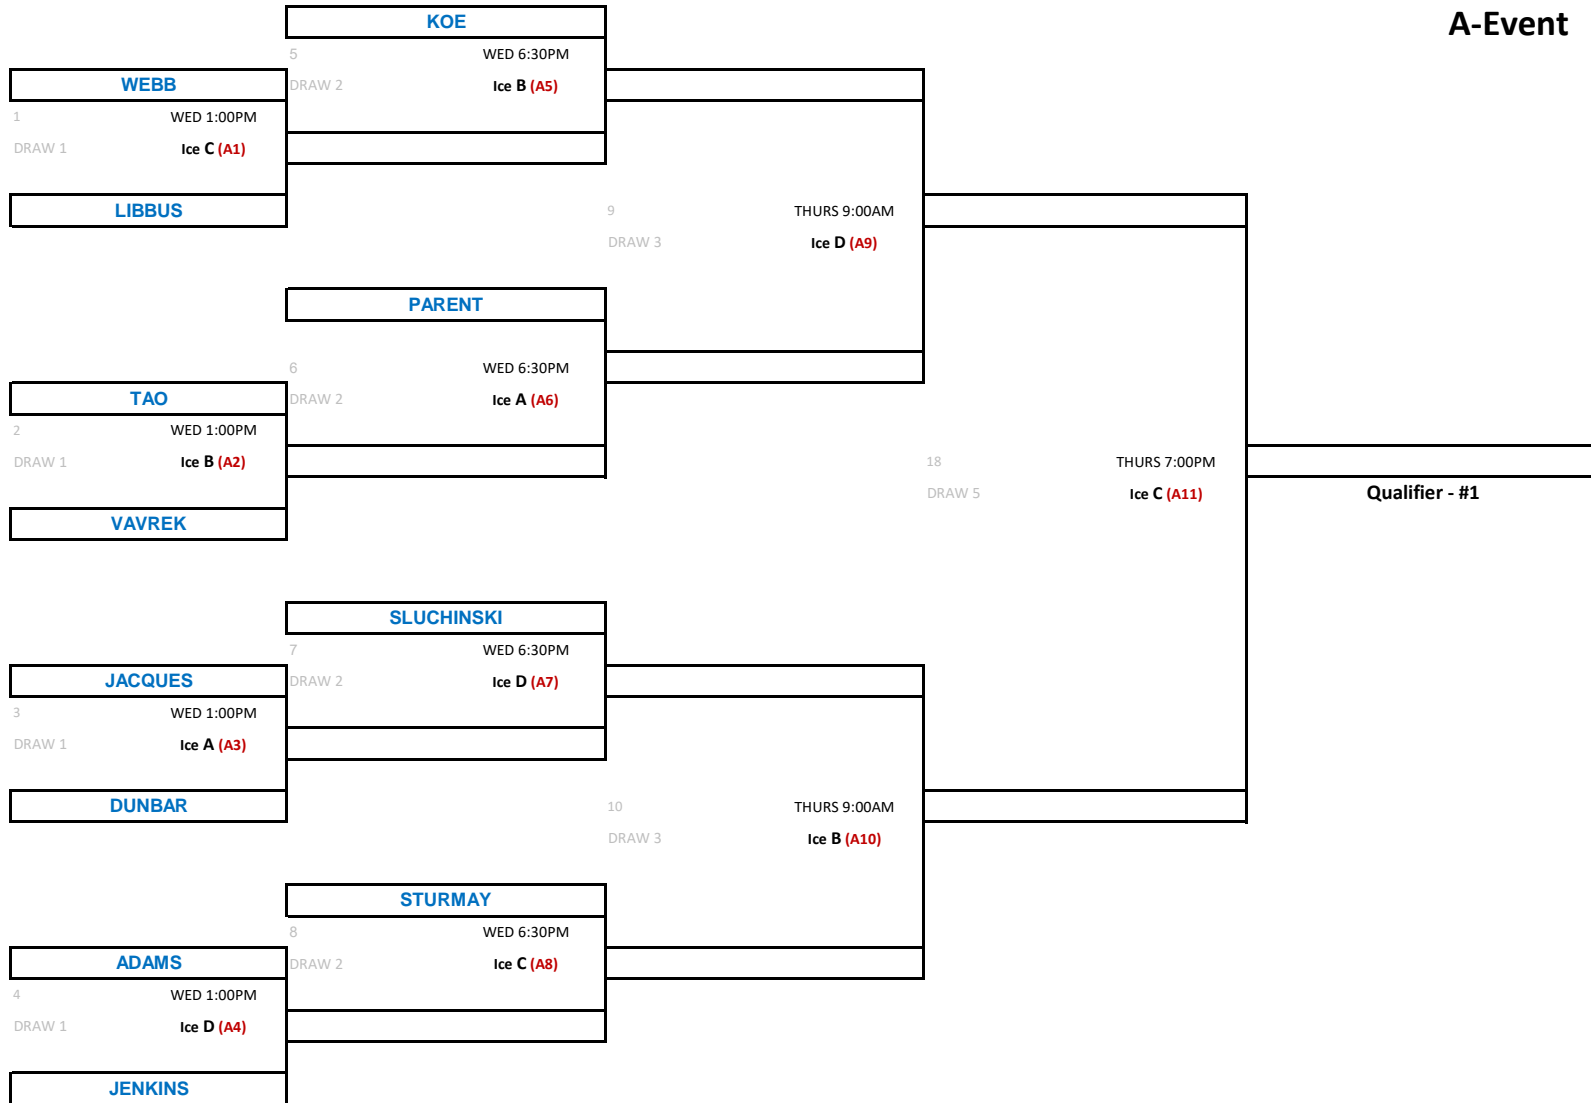 A-Event
KOE
5 WED 6:30PM
WEBB
DRAW 2 Ice B (A5)
1 WED 1:00PM
DRAW 1 Ice C (A1)
LIBBUS
9 THURS 9:00AM
DRAW 3 Ice D (A9)
PARENT
6 WED 6:30PM
TAO
DRAW 2 Ice A (A6)
2 WED 1:00PM
DRAW 1 Ice B (A2)
18 THURS 7:00PM
DRAW 5 Ice C (A11)
Qualifier - #1
VAVREK
SLUCHINSKI
7 WED 6:30PM
JACQUES
DRAW 2 Ice D (A7)
3 WED 1:00PM
DRAW 1 Ice A (A3)
DUNBAR
10 THURS 9:00AM
DRAW 3 Ice B (A10)
STURMAY
8 WED 6:30PM
ADAMS
DRAW 2 Ice C (A8)
4 WED 1:00PM
DRAW 1 Ice D (A4)
JENKINS